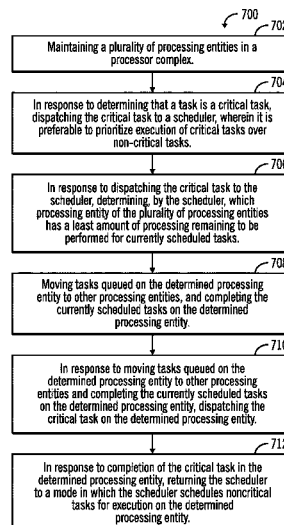 700
702
Maintaining a plurality of processing entities in a
processor complex.
704
In response to determining that a task is a critical task,
dispatching the critical task to a scheduler, wherein it is
preferable to prioritize execution of critical tasks over
non-critical tasks.
706
In response to dispatching the critical task to the
scheduler, determining, by the scheduler, which
processing entity of the plurality of processing entities
has a least amount of processing remaining to be
performed for currently scheduled tasks.
708
Moving tasks queued on the determined processing
entity to other processing entities, and completing the
currently scheduled tasks on the determined
processing entity.
710
In response to moving tasks queued on the
determined processing entity to other processing
entities and completing the currently scheduled tasks
on the determined processing entity, dispatching the
critical task on the determined processing entity.
712
In response to completion of the critical task in the
determined processing entity, returning the scheduler
to a mode in which the scheduler schedules noncritical
tasks for execution on the determined
processing entity.